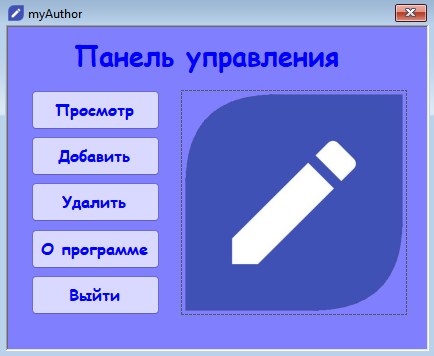 myAuthor
Панель управления
Просмотр
Добавить
Удалить
О программе
Выйти